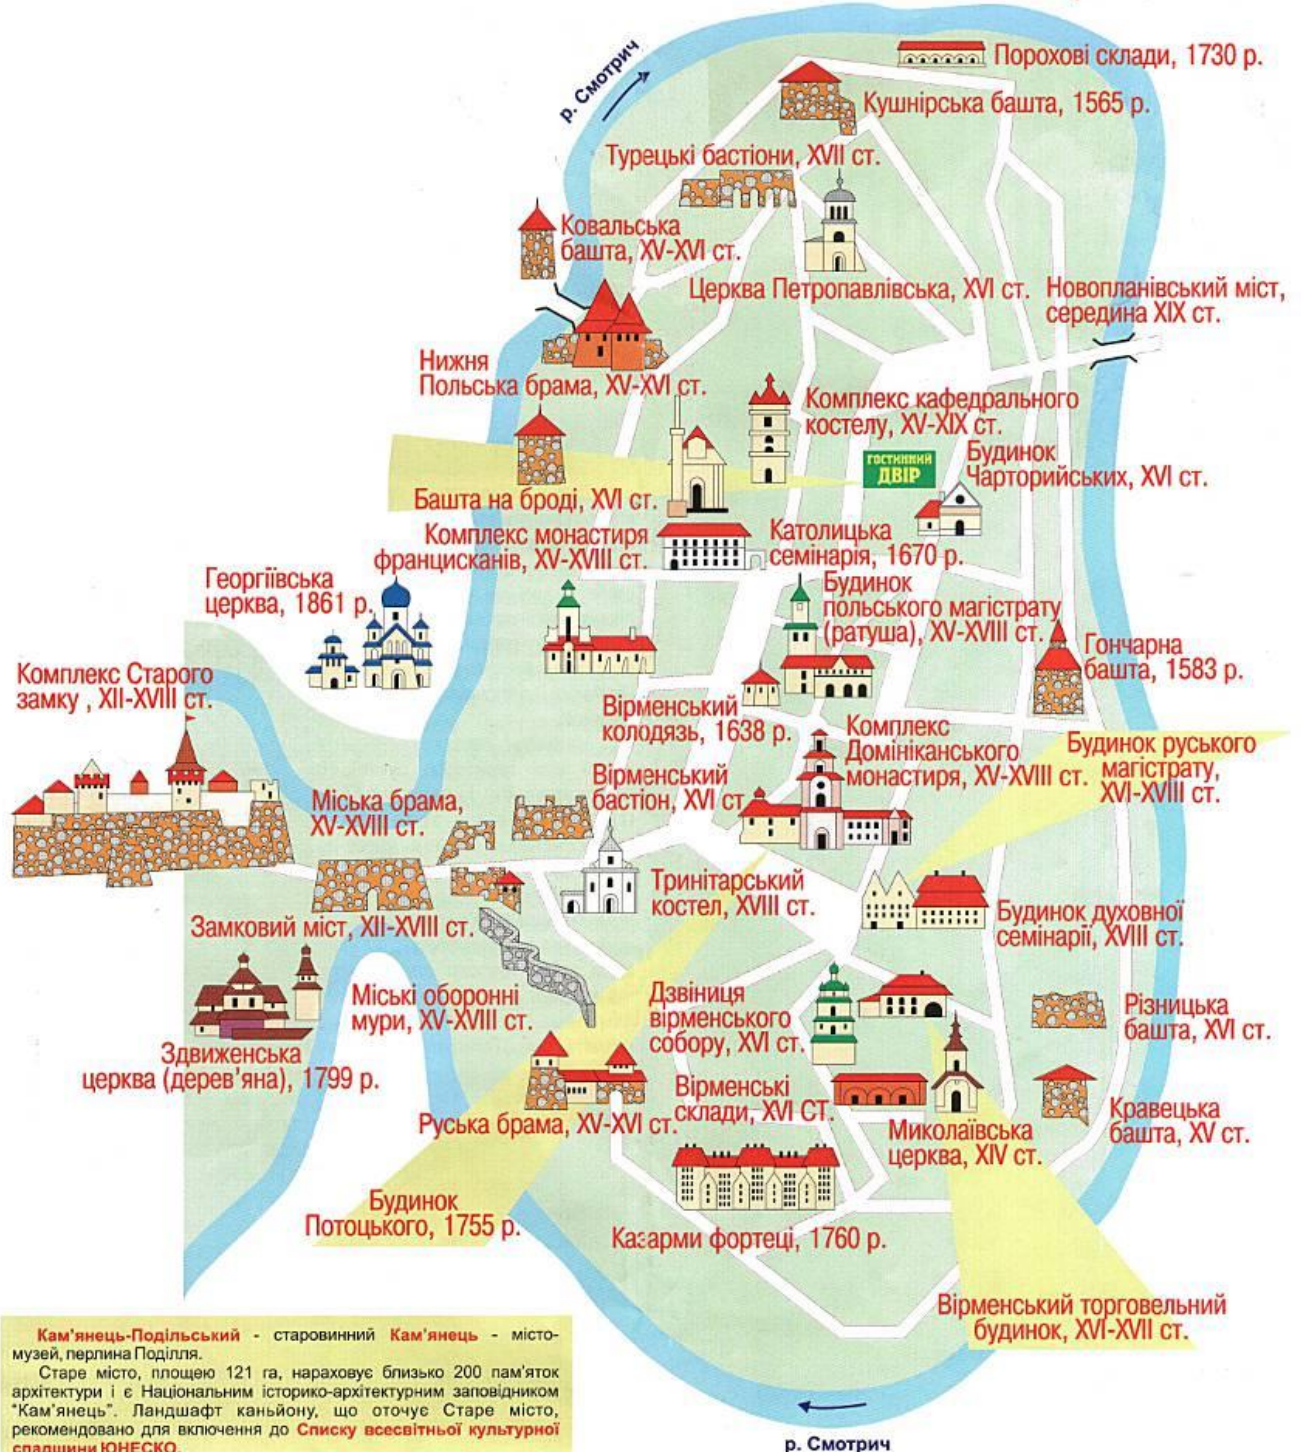 Порохові склади, 1730 р.
р. Смотрич
Кушнірська башта, 1565 р.
Турецькі бастіони, XVII ст.
Ковальська
башта, XV-XVI ст.
Церква Петропавлівська, XVI ст.
Новопланівський міст,
середина XIX ст.
Нижня
Польська брама, XV-XVI ст.
Комплекс кафедрального
костелу, XV-XIX ст.
ГОСТИННИЙ
ДВІР
Будинок
Чарторийських, XVI ст.
Башта на броді, XVI ст.
Комплекс монастиря
францисканів, XV-XVIII ст.
Католицька
семінарія, 1670 р.
Георгіївська
церква, 1861 р.
Будинок
польського магістрату
(ратуша), XV-XVIII ст.
Гончарна
башта, 1583 р.
Комплекс Старого
замку , XII-XVIII ст.
Вірменський
колодязь, 1638 р.
Комплекс
Домініканського
монастиря, XV-XVIII ст.
Будинок руського
магістрату,
XVI-XVIII ст.
Вірменський
бастіон, XVI ст
Міська брама,
XV-XVIII ст.
Тринітарський
костел, XVIII ст.
Замковий міст, XII-XVIII ст.
Будинок духовної
семінарії, XVIII ст.
Міські оборонні
мури, XV-XVIII ст.
Дзвіниця
вірменського
собору, XVI ст.
Різницька
башта, XVI ст.
Здвиженська
церква (дерев’яна), 1799 р.
Руська брама, XV-XVI ст.
Вірменські
склади, XVI СТ.
Миколаївська
церква, XIV ст.
Кравецька
башта, XV ст.
Будинок
Потоцького, 1755 р.
Казарми фортеці, 1760 р.
Вірменський торговельний
будинок, XVI-XVII ст.
Кам’янець-Подільський - старовинний Кам’янець - місто-
музей, перлина Поділля.
Старе місто, площею 121 га, нараховує близько 200 пам’яток
архітектури і є Національним історико-архітектурним заповідником
“Кам’янець”. Ландшафт каньйону, що оточує Старе місто,
рекомендовано для включення до Списку всесвітньої культурної
спадщини ЮНЕСКО.
р. Смотрич